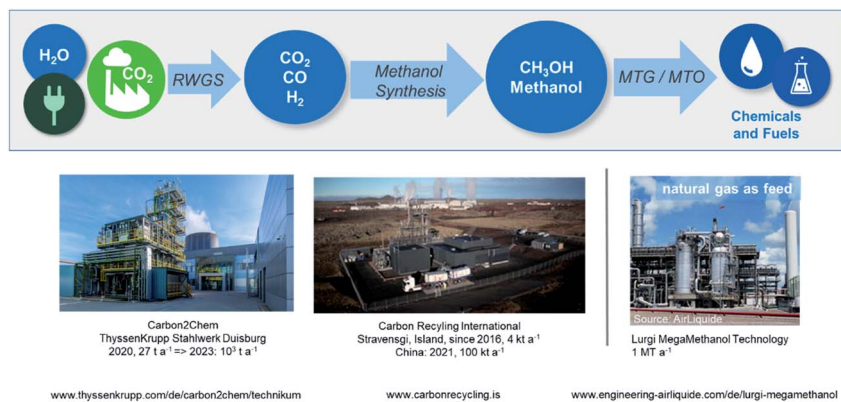 H₂O
CO₂
RWGS
CO₂
CO
H₂
Methanol
Synthesis
CH₃OH
Methanol
MTG / MTO
Chemicals
and Fuels
natural gas as feed
Source: AirLiquide
Carbon2Chem
ThyssenKrupp Stahlwerk Duisburg
2020, 27 t a⁻¹ => 2023: 10³ t a⁻¹
Carbon Recyling International
Stravensgi, Island, since 2016, 4 kt a⁻¹
China: 2021, 100 kt a⁻¹
Lurgi MegaMethanol Technology
1 MT a⁻¹
www.thyssenkrupp.com/de/carbon2chem/technikum
www.carbonrecycling.is
www.engineering-airliquide.com/de/lurgi-megamethanol